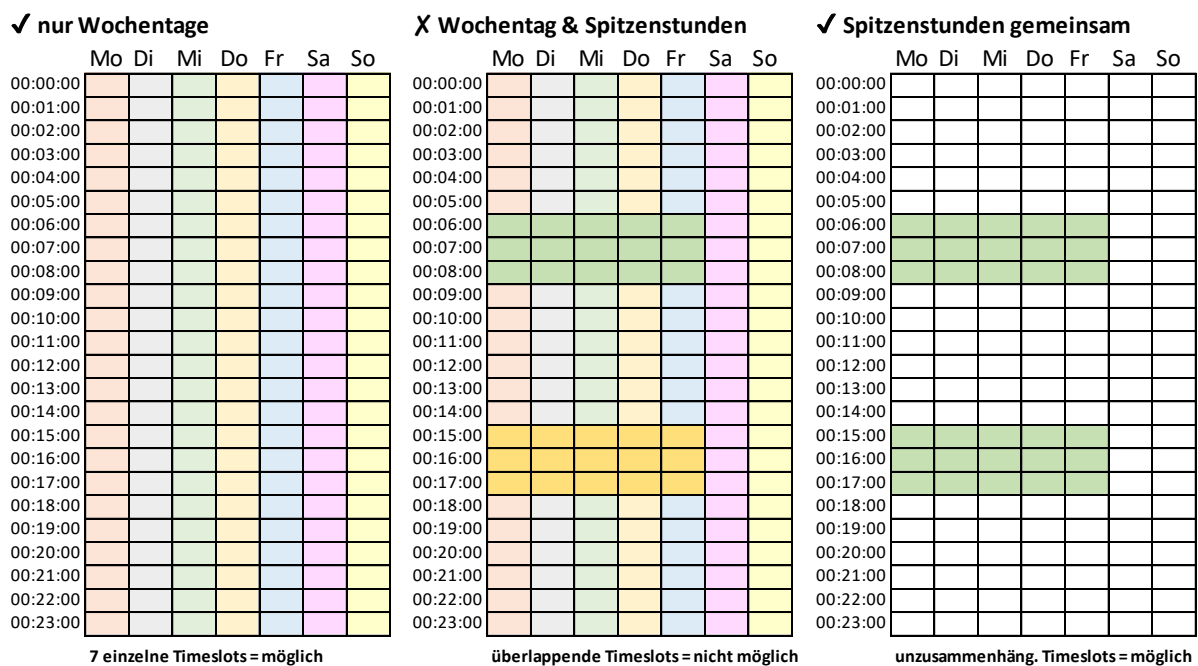 ✓ nur Wochentage ✗ Wochentag & Spitzenstunden ✓ Spitzenstunden gemeinsam
Mo Di Mi Do Fr Sa So Mo Di Mi Do Fr Sa So Mo Di Mi Do Fr Sa So
00:00:00 00:00:00 00:00:00
00:01:00 00:01:00 00:01:00
00:02:00 00:02:00 00:02:00
00:03:00 00:03:00 00:03:00
00:04:00 00:04:00 00:04:00
00:05:00 00:05:00 00:05:00
00:06:00 00:06:00 00:06:00
00:07:00 00:07:00 00:07:00
00:08:00 00:08:00 00:08:00
00:09:00 00:09:00 00:09:00
00:10:00 00:10:00 00:10:00
00:11:00 00:11:00 00:11:00
00:12:00 00:12:00 00:12:00
00:13:00 00:13:00 00:13:00
00:14:00 00:14:00 00:14:00
00:15:00 00:15:00 00:15:00
00:16:00 00:16:00 00:16:00
00:17:00 00:17:00 00:17:00
00:18:00 00:18:00 00:18:00
00:19:00 00:19:00 00:19:00
00:20:00 00:20:00 00:20:00
00:21:00 00:21:00 00:21:00
00:22:00 00:22:00 00:22:00
00:23:00 00:23:00 00:23:00
7 einzelne Timeslots = möglich überlappende Timeslots = nicht möglich unzusammenhäng. Timeslots = möglich